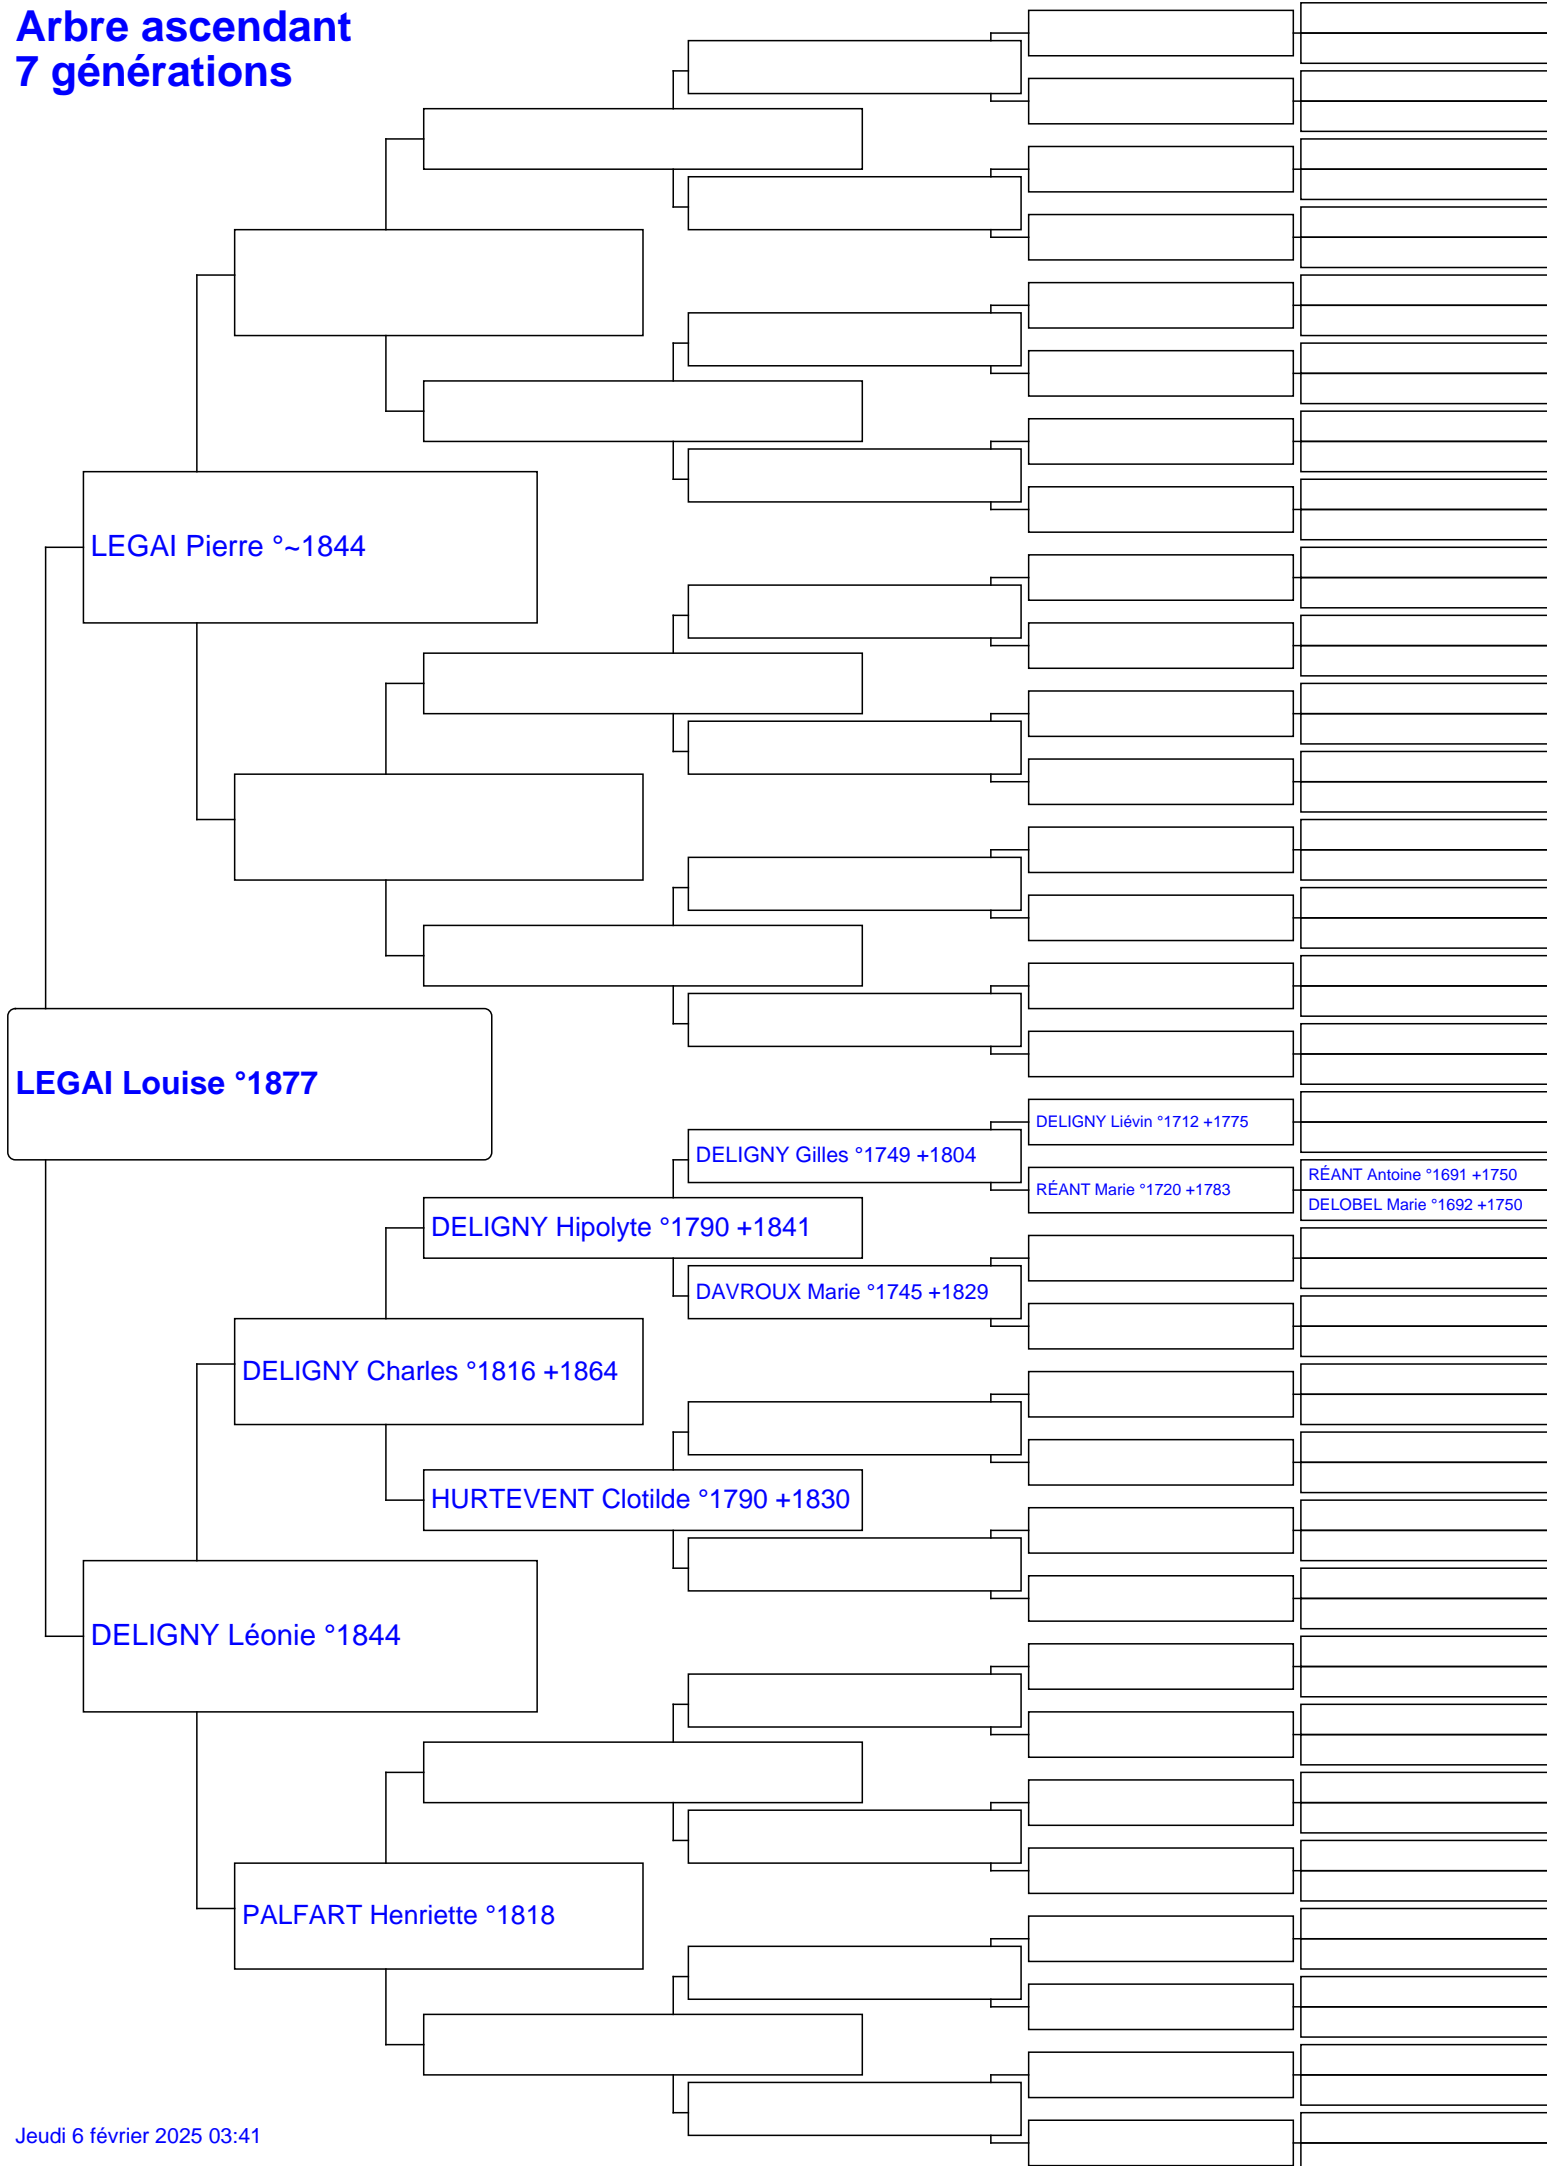 Arbre ascendant
7 générations
LEGAI Pierre °~1844
LEGAI Louise °1877
DELIGNY Liévin °1712 +1775
DELIGNY Gilles °1749 +1804
RÉANT Antoine °1691 +1750
RÉANT Marie °1720 +1783
DELOBEL Marie °1692 +1750
DELIGNY Hipolyte °1790 +1841
DAVROUX Marie °1745 +1829
DELIGNY Charles °1816 +1864
HURTEVENT Clotilde °1790 +1830
DELIGNY Léonie °1844
PALFART Henriette °1818
Jeudi 6 février 2025 03:41